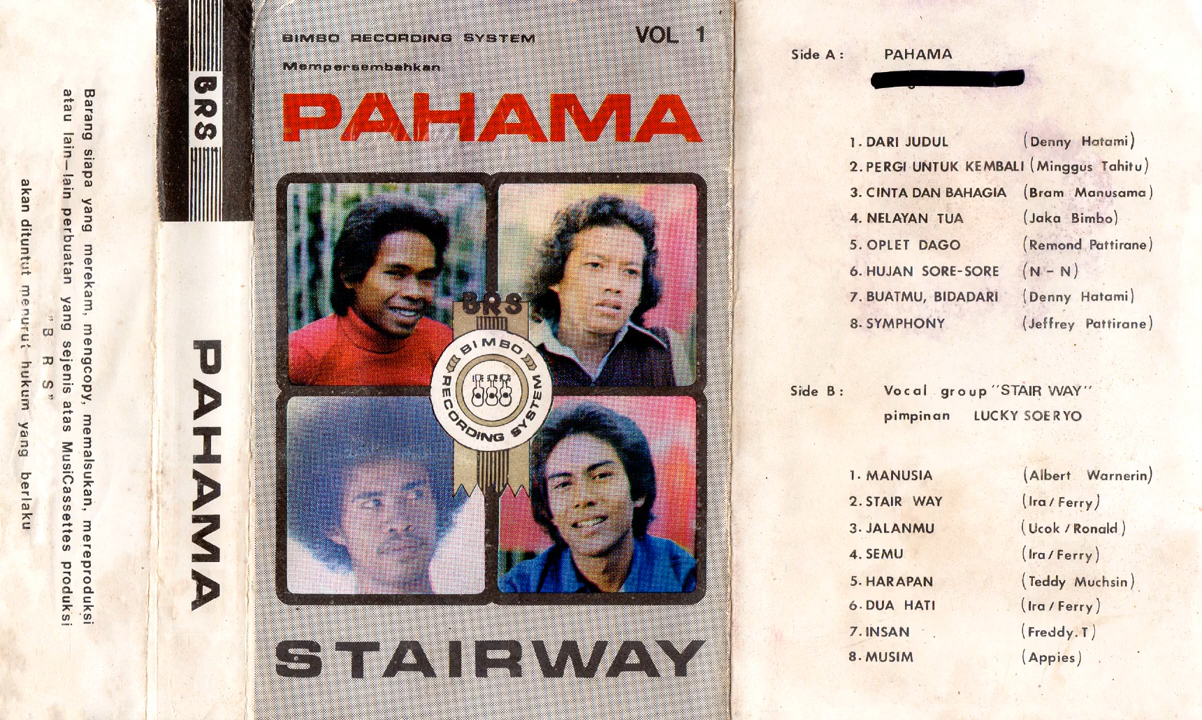 Barang siapa yang merekam, mengcopy, memalsukan, mereproduksi
atau lain-lain perbuatan yang sejenis atas MusiCassettes produksi
"B R S"
akan dituntut menurut hukum yang berlaku
BRS
PAHAMA
BIMBO RECORDING SYSTEM
VOL 1
Mempersembahkan
PAHAMA
BRS
BIMBO
RECORDING SYSTEM
STAIRWAY
Side A : PAHAMA
1. DARI JUDUL (Denny Hatami)
2. PERGI UNTUK KEMBALI (Minggus Tahitu)
3. CINTA DAN BAHAGIA (Bram Manusama)
4. NELAYAN TUA (Jaka Bimbo)
5. OPLET DAGO (Remond Pattirane)
6. HUJAN SORE-SORE (N - N)
7. BUATMU, BIDADARI (Denny Hatami)
8. SYMPHONY (Jeffrey Pattirane)
Side B : Vocal group "STAIR WAY"
pimpinan LUCKY SOERYO
1. MANUSIA (Albert Warnerin)
2. STAIR WAY (Ira/Ferry)
3. JALANMU (Ucok/Ronald)
4. SEMU (Ira/Ferry)
5. HARAPAN (Teddy Muchsin)
6. DUA HATI (Ira/Ferry)
7. INSAN (Freddy.T)
8. MUSIM (Appies)